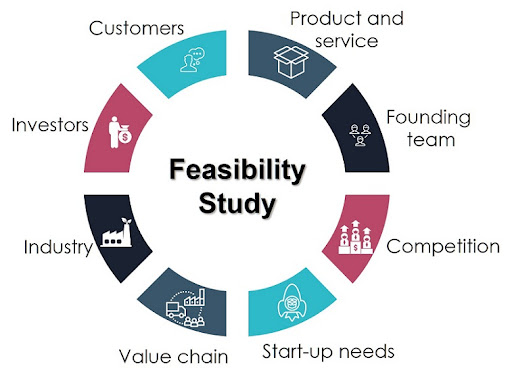 Customers
Product and
service
Investors
Founding
team
Feasibility
Study
Industry
Competition
Value chain
Start-up needs